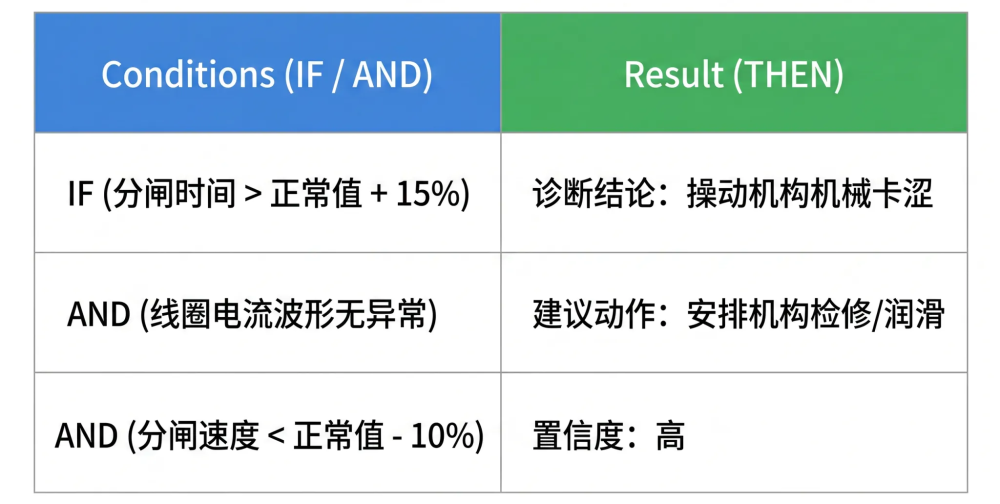 Conditions (IF / AND)
Result (THEN)
IF (分闸时间 > 正常值 + 15%)
诊断结论：操动机构机械卡涩
AND (线圈电流波形无异常)
建议动作：安排机构检修/润滑
AND (分闸速度 < 正常值 - 10%)
置信度：高